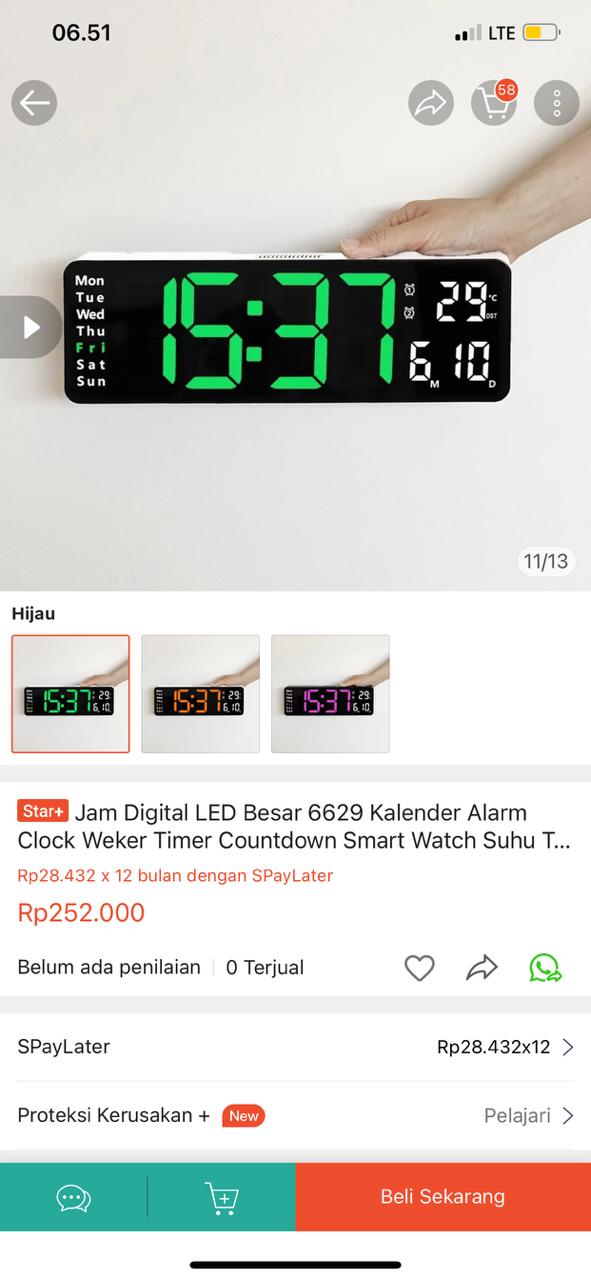 06.51
LTE
58
Mon
Tue
Wed
Thu
Fri
Sat
Sun
15:37
1
2
29 °C
DST
6 M 10 D
11/13
Hijau
15:37 29 6 10
15:37 29 6 10
15:37 29 6 10
Star+ Jam Digital LED Besar 6629 Kalender Alarm
Clock Weker Timer Countdown Smart Watch Suhu T...
Rp28.432 x 12 bulan dengan SPayLater
Rp252.000
Belum ada penilaian 0 Terjual
SPayLater Rp28.432x12
Proteksi Kerusakan + New Pelajari
Beli Sekarang